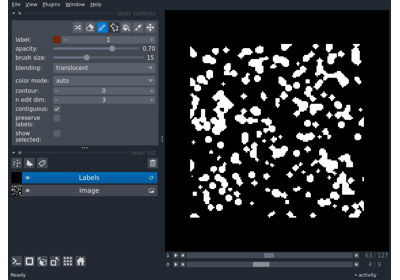 File View Plugins Window Help
layer controls
label: 1
opacity: 0.70
brush size: 15
blending: translucent
color mode: auto
contour: 0
n edit dim: 3
contiguous:
preserve
labels:
show
selected:
layer list
Labels
Image
1 63 127
0 4 9
Ready
activity